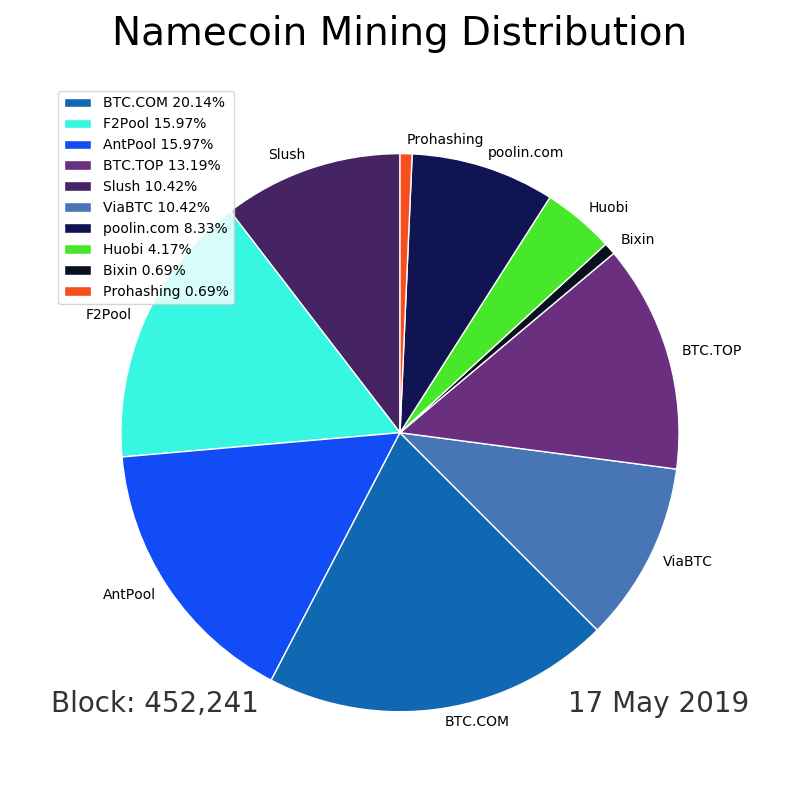 Namecoin Mining Distribution
BTC.COM 20.14%
F2Pool 15.97%
AntPool 15.97%
BTC.TOP 13.19%
Slush 10.42%
ViaBTC 10.42%
poolin.com 8.33%
Huobi 4.17%
Bixin 0.69%
Prohashing 0.69%
Prohashing
Slush
poolin.com
Huobi
Bixin
F2Pool
BTC.TOP
ViaBTC
AntPool
Block: 452,241
17 May 2019
BTC.COM